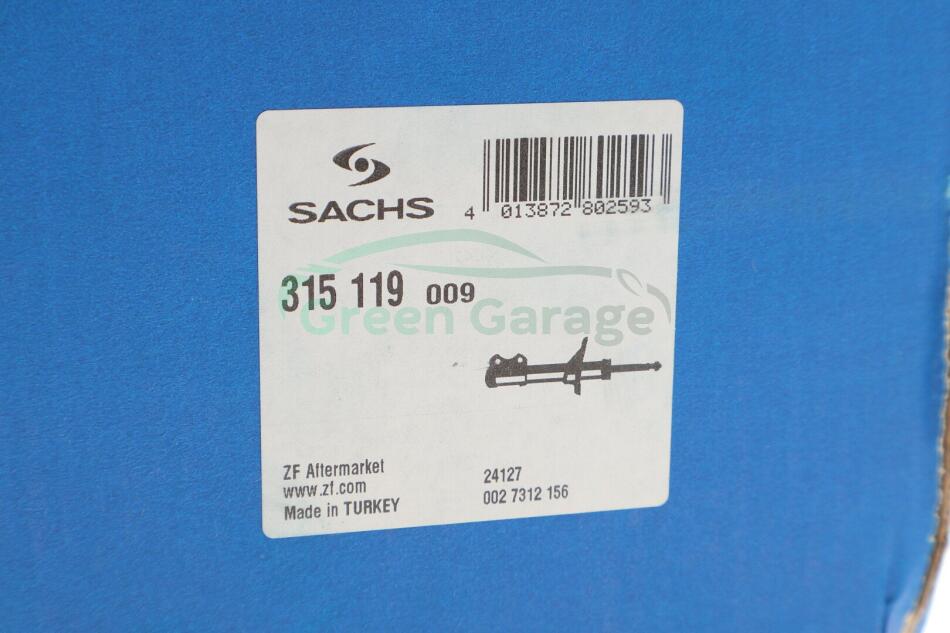 SACHS
4 013872 802593
315 119 009
Green Garage
ZF Aftermarket
www.zf.com
Made in TURKEY
24127
002 7312 156